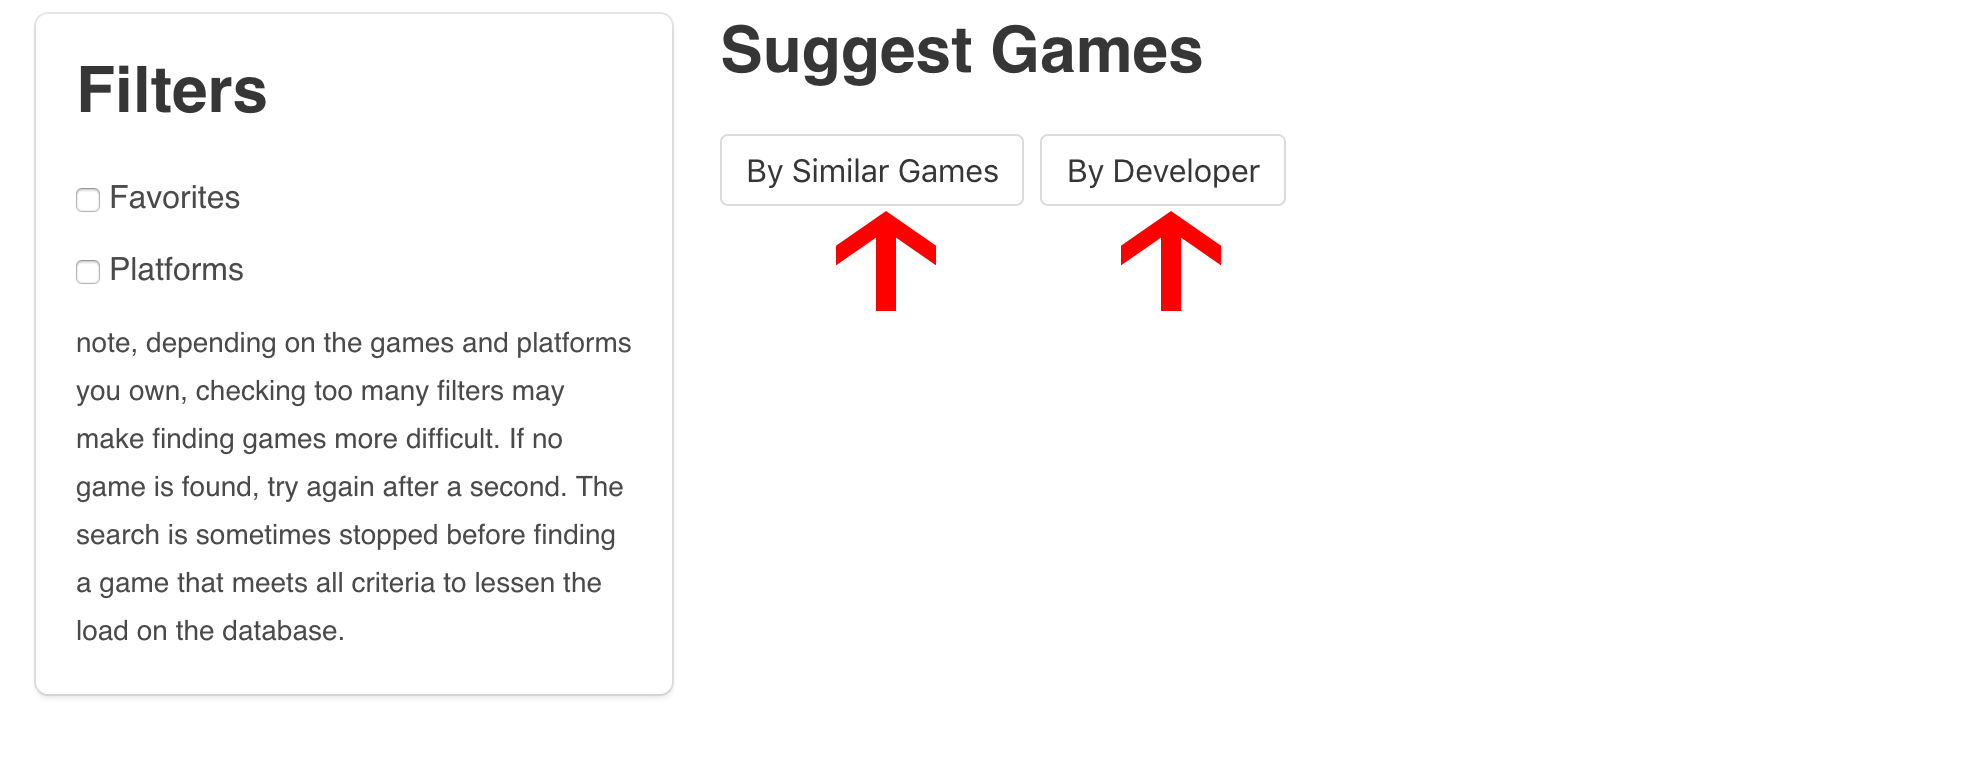 Filters
Favorites
Platforms
note, depending on the games and platforms
you own, checking too many filters may
make finding games more difficult. If no
game is found, try again after a second. The
search is sometimes stopped before finding
a game that meets all criteria to lessen the
load on the database.
Suggest Games
By Similar Games
By Developer